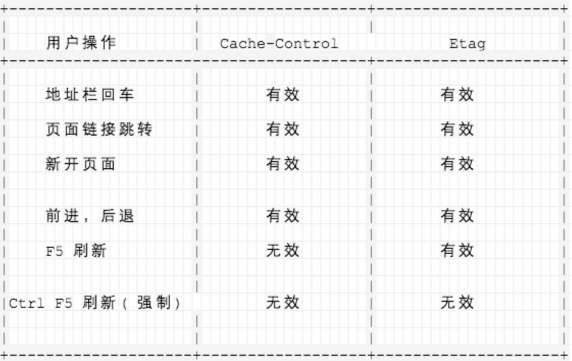 用户操作 Cache-Control Etag
地址栏回车 有效 有效
页面链接跳转 有效 有效
新开页面 有效 有效
前进，后退 有效 有效
F5 刷新 无效 有效
Ctrl F5 刷新( 强制) 无效 无效